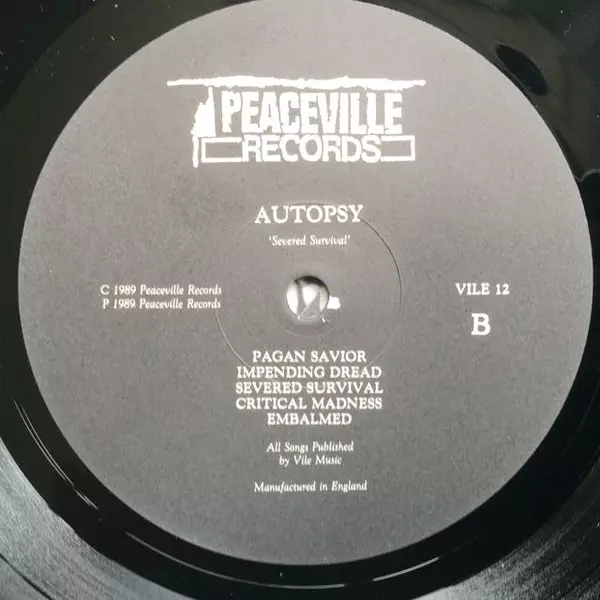 PEACEVILLE
RECORDS
AUTOPSY
'Severed Survival'
C 1989 Peaceville Records
P 1989 Peaceville Records
VILE 12
B
PAGAN SAVIOR
IMPENDING DREAD
SEVERED SURVIVAL
CRITICAL MADNESS
EMBALMED
All Songs Published
by Vile Music
Manufactured in England